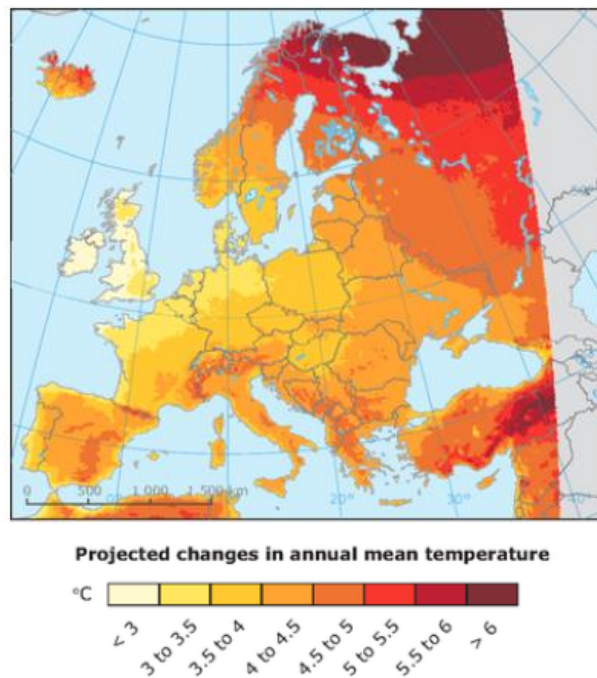 0 500 1 000 1 500 km
20°
30°
Projected changes in annual mean temperature
°C
< 3
3 to 3.5
3.5 to 4
4 to 4.5
4.5 to 5
5 to 5.5
5.5 to 6
> 6